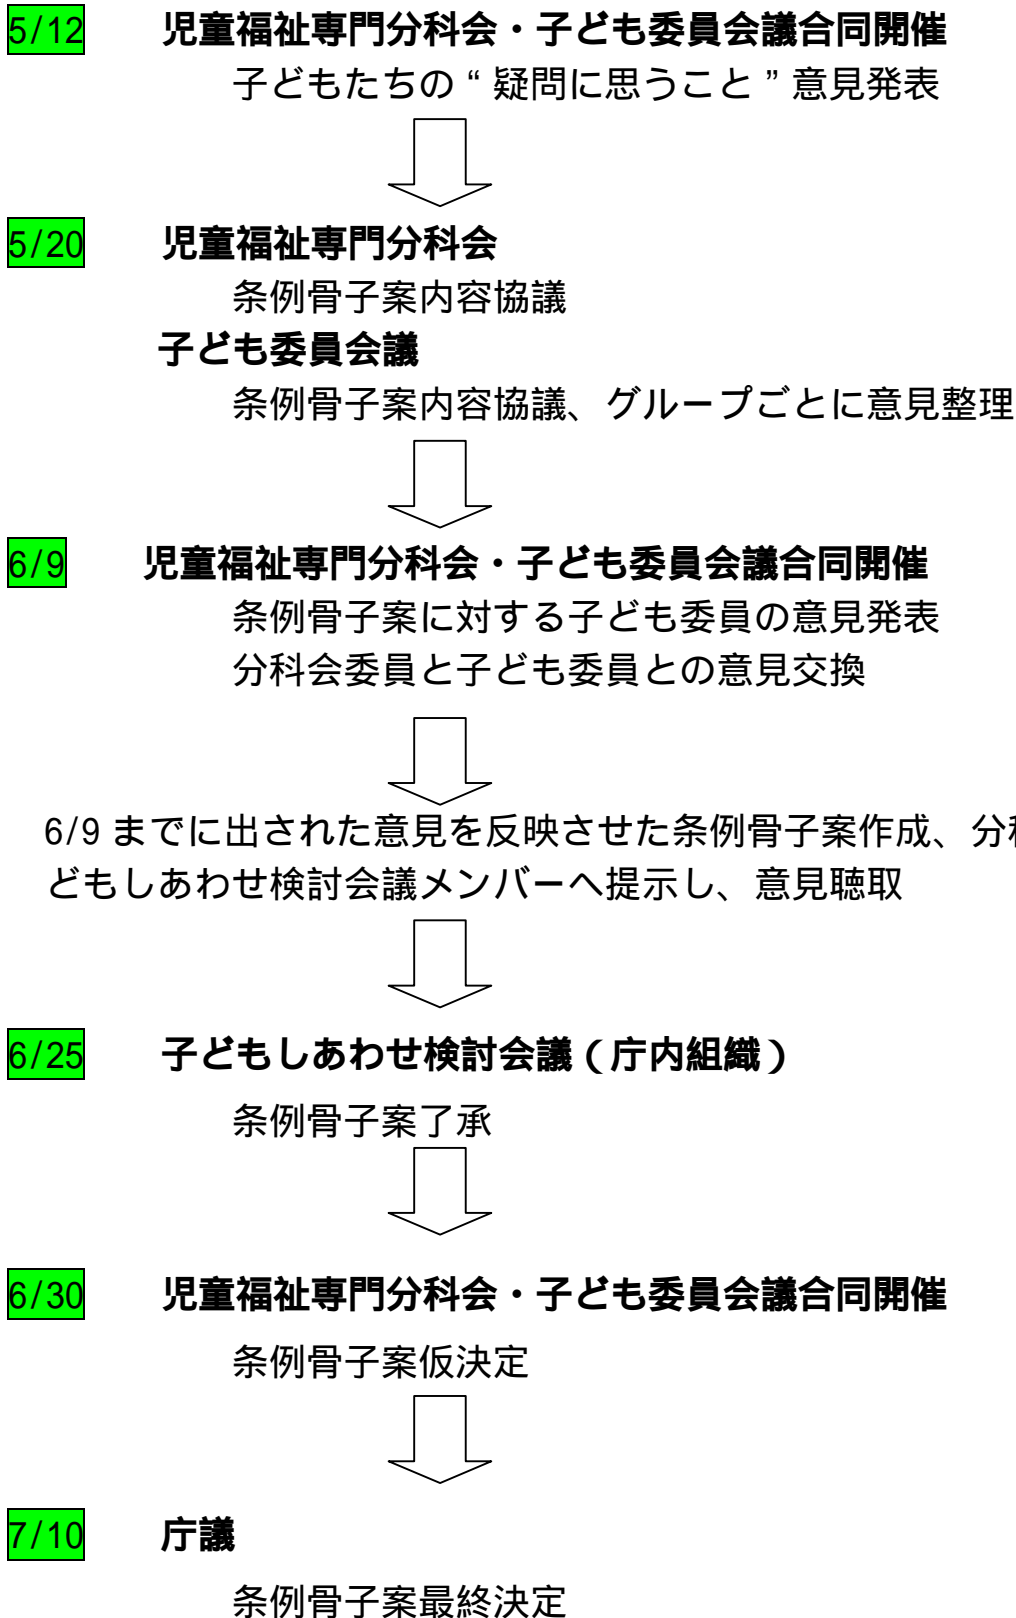 5/12 児童福祉専門分科会・子ども委員会議合同開催
子どもたちの“疑問に思うこと”意見発表
5/20 児童福祉専門分科会
条例骨子案内容協議
子ども委員会議
条例骨子案内容協議、グループごとに意見整理
6/9 児童福祉専門分科会・子ども委員会議合同開催
条例骨子案に対する子ども委員の意見発表
分科会委員と子ども委員との意見交換
6/9 までに出された意見を反映させた条例骨子案作成、分
どもしあわせ検討会議メンバーへ提示し、意見聴取
6/25 子どもしあわせ検討会議(庁内組織)
条例骨子案了承
6/30 児童福祉専門分科会・子ども委員会議合同開催
条例骨子案仮決定
7/10 庁議
条例骨子案最終決定